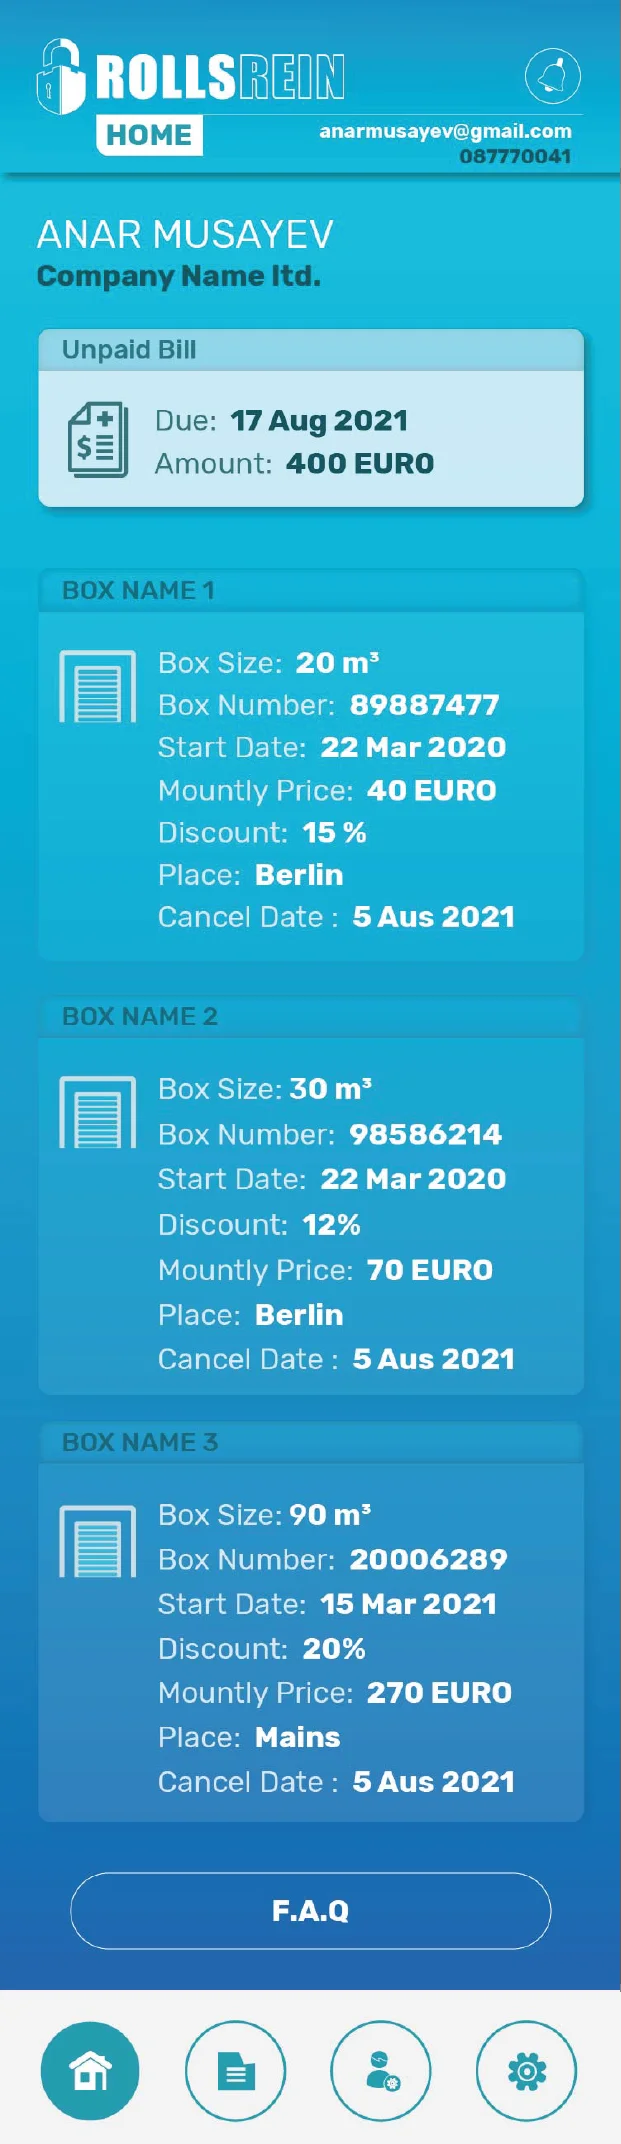 ROLLSREIN
HOME
anarmusayev@gmail.com
087770041
ANAR MUSAYEV
Company Name ltd.
Unpaid Bill
$
Due: 17 Aug 2021
Amount: 400 EURO
BOX NAME 1
Box Size: 20 m³
Box Number: 89887477
Start Date: 22 Mar 2020
Mountly Price: 40 EURO
Discount: 15 %
Place: Berlin
Cancel Date : 5 Aus 2021
BOX NAME 2
Box Size: 30 m³
Box Number: 98586214
Start Date: 22 Mar 2020
Discount: 12%
Mountly Price: 70 EURO
Place: Berlin
Cancel Date : 5 Aus 2021
BOX NAME 3
Box Size: 90 m³
Box Number: 20006289
Start Date: 15 Mar 2021
Discount: 20%
Mountly Price: 270 EURO
Place: Mains
Cancel Date : 5 Aus 2021
F.A.Q